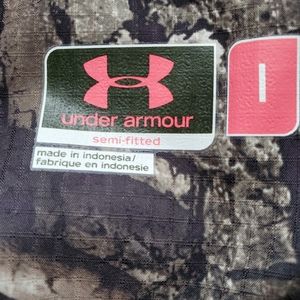 under armour
semi-fitted
made in indonesia/
fabrique en indonesie